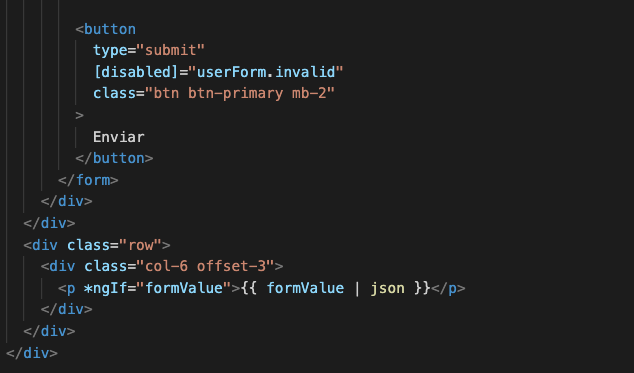 <button
type="submit"
[disabled]="userForm.invalid"
class="btn btn-primary mb-2"
>
Enviar
</button>
</form>
</div>
</div>
<div class="row">
<div class="col-6 offset-3">
<p *ngIf="formValue">{{ formValue | json }}</p>
</div>
</div>
</div>